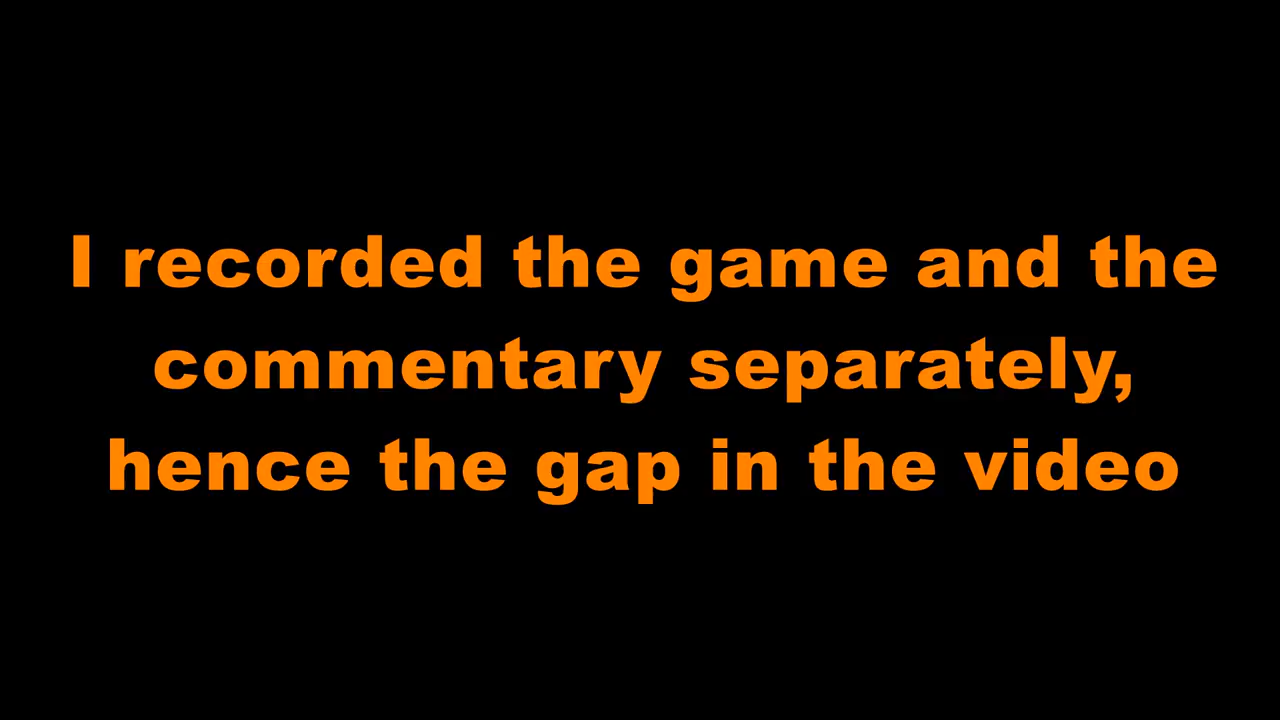 I recorded the game and the
commentary separately,
hence the gap in the video